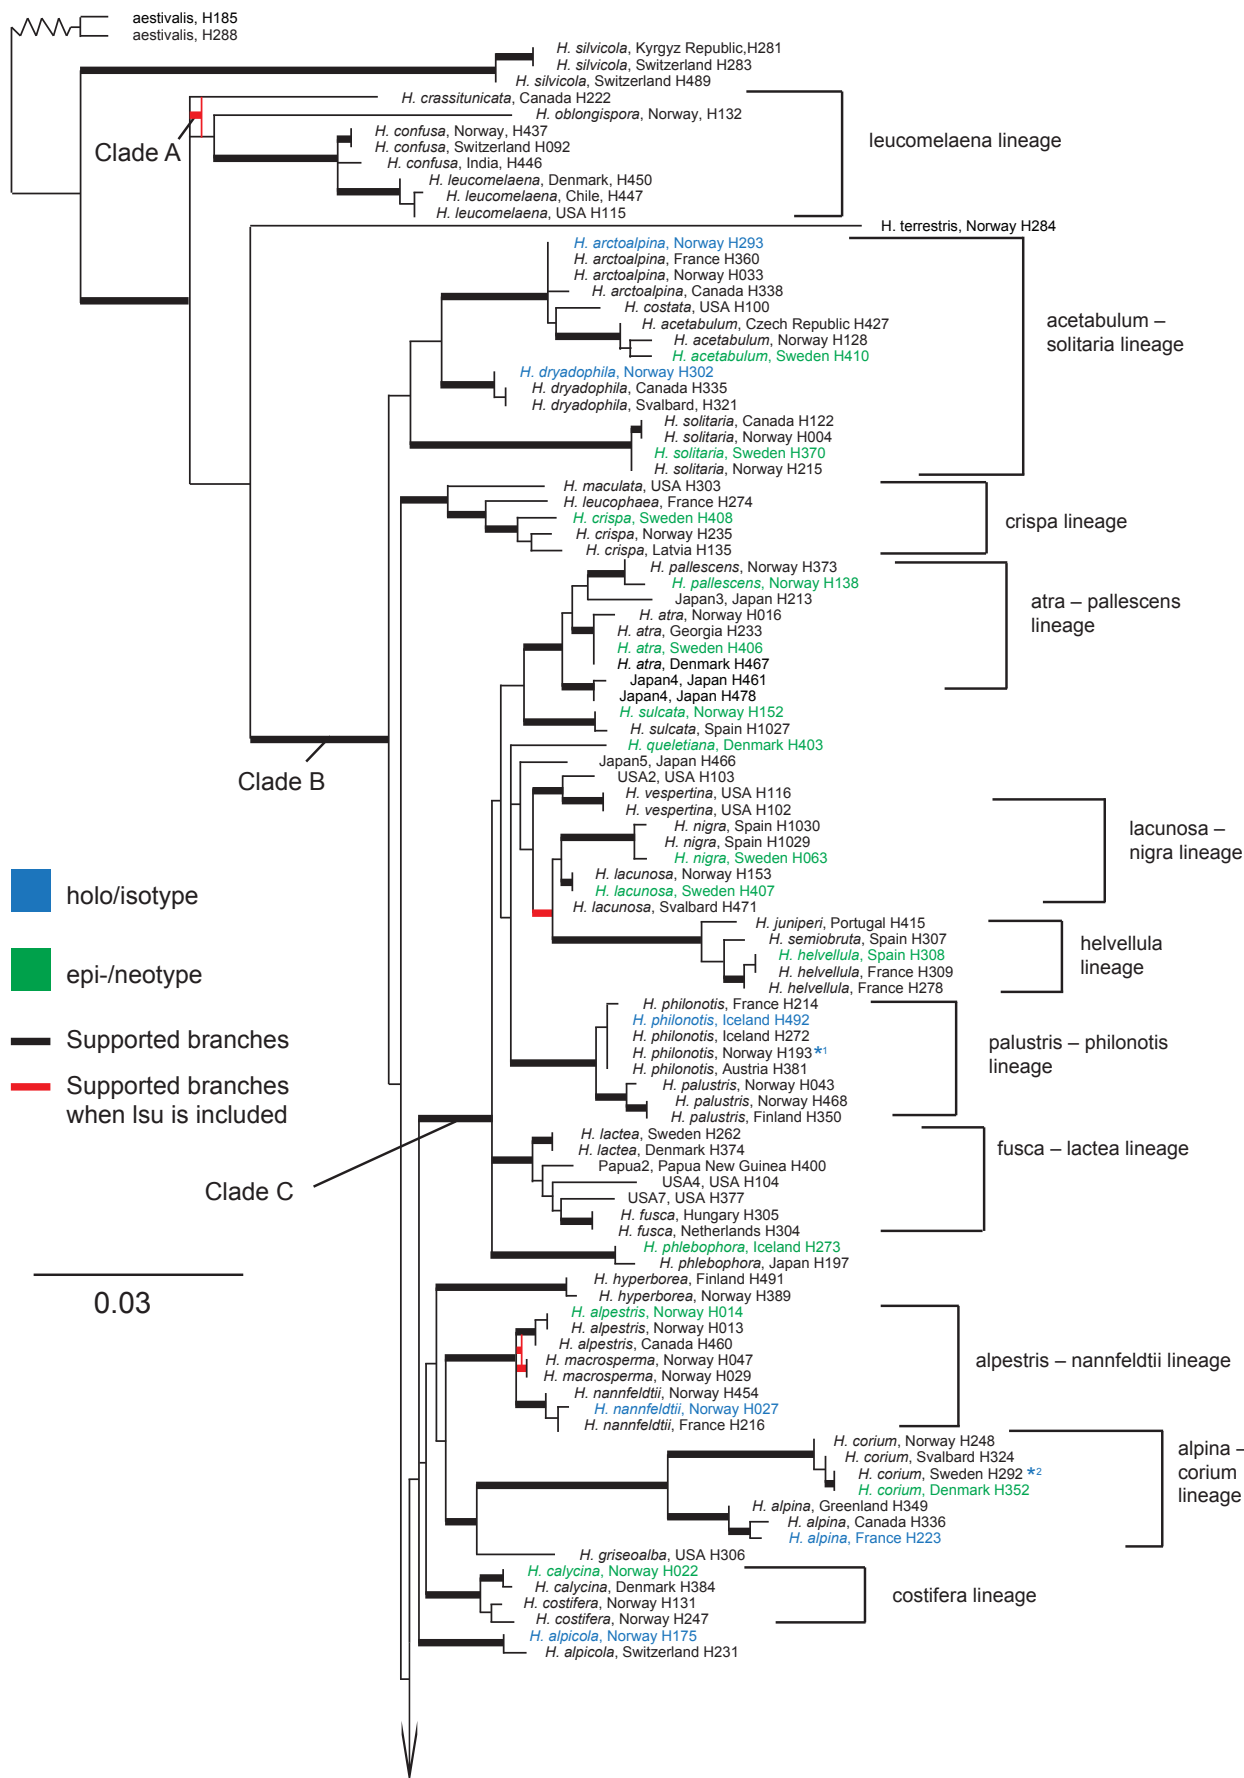 aestivalis, H185
aestivalis, H288
H. silvicola, Kyrgyz Republic,H281
H. silvicola, Switzerland H283
H. silvicola, Switzerland H489
H. crassitunicata, Canada H222
H. oblongispora, Norway, H132
H. confusa, Norway, H437
H. confusa, Switzerland H092
H. confusa, India, H446
H. leucomelaena, Denmark, H450
H. leucomelaena, Chile, H447
H. leucomelaena, USA H115
leucomelaena lineage
Clade A
H. terrestris, Norway H284
H. arctoalpina, Norway H293
H. arctoalpina, France H360
H. arctoalpina, Norway H033
H. arctoalpina, Canada H338
H. costata, USA H100
H. acetabulum, Czech Republic H427
H. acetabulum, Norway H128
H. acetabulum, Sweden H410
H. dryadophila, Norway H302
H. dryadophila, Canada H335
H. dryadophila, Svalbard, H321
H. solitaria, Canada H122
H. solitaria, Norway H004
H. solitaria, Sweden H370
H. solitaria, Norway H215
acetabulum –
solitaria lineage
H. maculata, USA H303
H. leucophaea, France H274
H. crispa, Sweden H408
H. crispa, Norway H235
H. crispa, Latvia H135
crispa lineage
H. pallescens, Norway H373
H. pallescens, Norway H138
Japan3, Japan H213
H. atra, Norway H016
H. atra, Georgia H233
H. atra, Sweden H406
H. atra, Denmark H467
Japan4, Japan H461
Japan4, Japan H478
atra – pallescens
lineage
H. sulcata, Norway H152
H. sulcata, Spain H1027
H. queletiana, Denmark H403
Japan5, Japan H466
USA2, USA H103
H. vespertina, USA H116
H. vespertina, USA H102
Clade B
H. nigra, Spain H1030
H. nigra, Spain H1029
H. nigra, Sweden H063
H. lacunosa, Norway H153
H. lacunosa, Sweden H407
H. lacunosa, Svalbard H471
lacunosa –
nigra lineage
H. juniperi, Portugal H415
H. semiobruta, Spain H307
H. helvellula, Spain H308
H. helvellula, France H309
H. helvellula, France H278
helvellula
lineage
holo/isotype
epi-/neotype
Supported branches
Supported branches
when Isu is included
H. philonotis, France H214
H. philonotis, Iceland H492
H. philonotis, Iceland H272
H. philonotis, Norway H193 *1
H. philonotis, Austria H381
H. palustris, Norway H043
H. palustris, Norway H468
H. palustris, Finland H350
palustris – philonotis
lineage
H. lactea, Sweden H262
H. lactea, Denmark H374
Papua2, Papua New Guinea H400
USA4, USA H104
USA7, USA H377
H. fusca, Hungary H305
H. fusca, Netherlands H304
fusca – lactea lineage
Clade C
H. phlebophora, Iceland H273
H. phlebophora, Japan H197
0.03
H. hyperborea, Finland H491
H. hyperborea, Norway H389
H. alpestris, Norway H014
H. alpestris, Norway H013
H. alpestris, Canada H460
H. macrosperma, Norway H047
H. macrosperma, Norway H029
H. nannfeldtii, Norway H454
H. nannfeldtii, Norway H027
H. nannfeldtii, France H216
alpestris – nannfeldtii lineage
H. corium, Norway H248
H. corium, Svalbard H324
H. corium, Sweden H292 *2
H. corium, Denmark H352
H. alpina, Greenland H349
H. alpina, Canada H336
H. alpina, France H223
alpina –
corium
lineage
H. griseoalba, USA H306
H. calycina, Norway H022
H. calycina, Denmark H384
H. costifera, Norway H131
H. costifera, Norway H247
costifera lineage
H. alpicola, Norway H175
H. alpicola, Switzerland H231